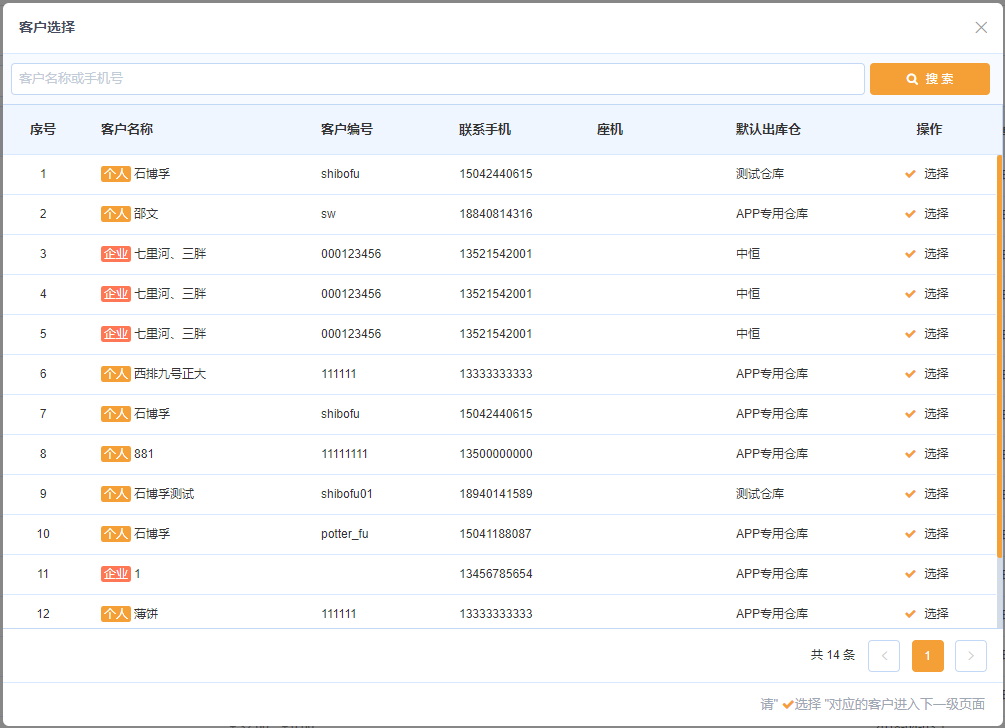 客户选择
客户名称或手机号 搜 索
序号 客户名称 客户编号 联系手机 座机 默认出库仓 操作
1 个人 石博孚 shibofu 15042440615 测试仓库 选择
2 个人 邵文 sw 18840814316 APP专用仓库 选择
3 企业 七里河、三胖 000123456 13521542001 中恒 选择
4 企业 七里河、三胖 000123456 13521542001 中恒 选择
5 企业 七里河、三胖 000123456 13521542001 中恒 选择
6 个人 西排九号正大 111111 13333333333 APP专用仓库 选择
7 个人 石博孚 shibofu 15042440615 APP专用仓库 选择
8 个人 881 11111111 13500000000 APP专用仓库 选择
9 个人 石博孚测试 shibofu01 18940141589 测试仓库 选择
10 个人 石博孚 potter_fu 15041188087 APP专用仓库 选择
11 企业 1 13456785654 APP专用仓库 选择
12 个人 薄饼 111111 13333333333 APP专用仓库 选择
共 14 条 < 1 >
请" 选择 "对应的客户进入下一级页面